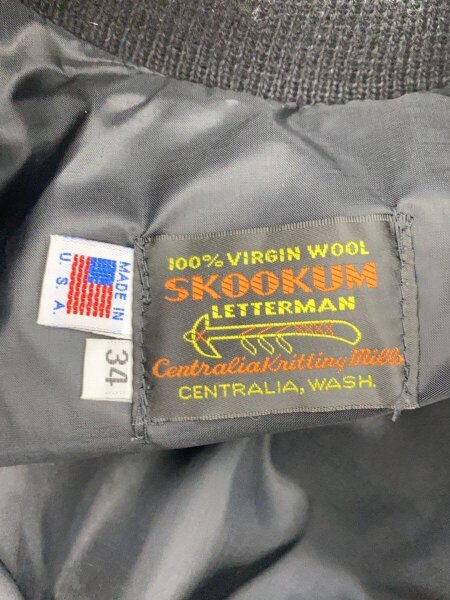 100% VIRGIN WOOL
SKOOKUM
LETTERMAN
Centralia Knitting Mills
CENTRALIA, WASH.
MADE IN
U.S.A.
34